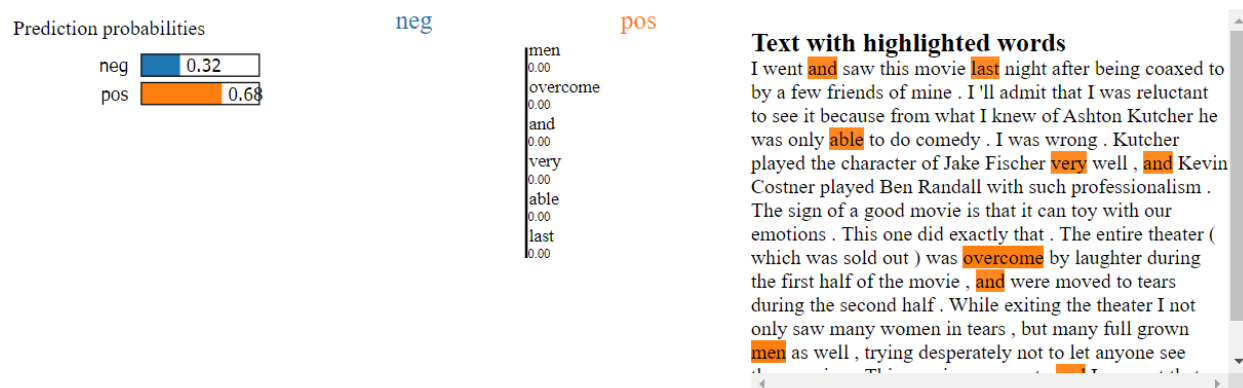 Prediction probabilities
neg 0.32
pos 0.68
neg pos
men
0.00
overcome
0.00
and
0.00
very
0.00
able
0.00
last
0.00
Text with highlighted words
I went and saw this movie last night after being coaxed to
by a few friends of mine . I 'll admit that I was reluctant
to see it because from what I knew of Ashton Kutcher he
was only able to do comedy . I was wrong . Kutcher
played the character of Jake Fischer very well , and Kevin
Costner played Ben Randall with such professionalism .
The sign of a good movie is that it can toy with our
emotions . This one did exactly that . The entire theater (
which was sold out ) was overcome by laughter during
the first half of the movie , and were moved to tears
during the second half . While exiting the theater I not
only saw many women in tears , but many full grown
men as well , trying desperately not to let anyone see